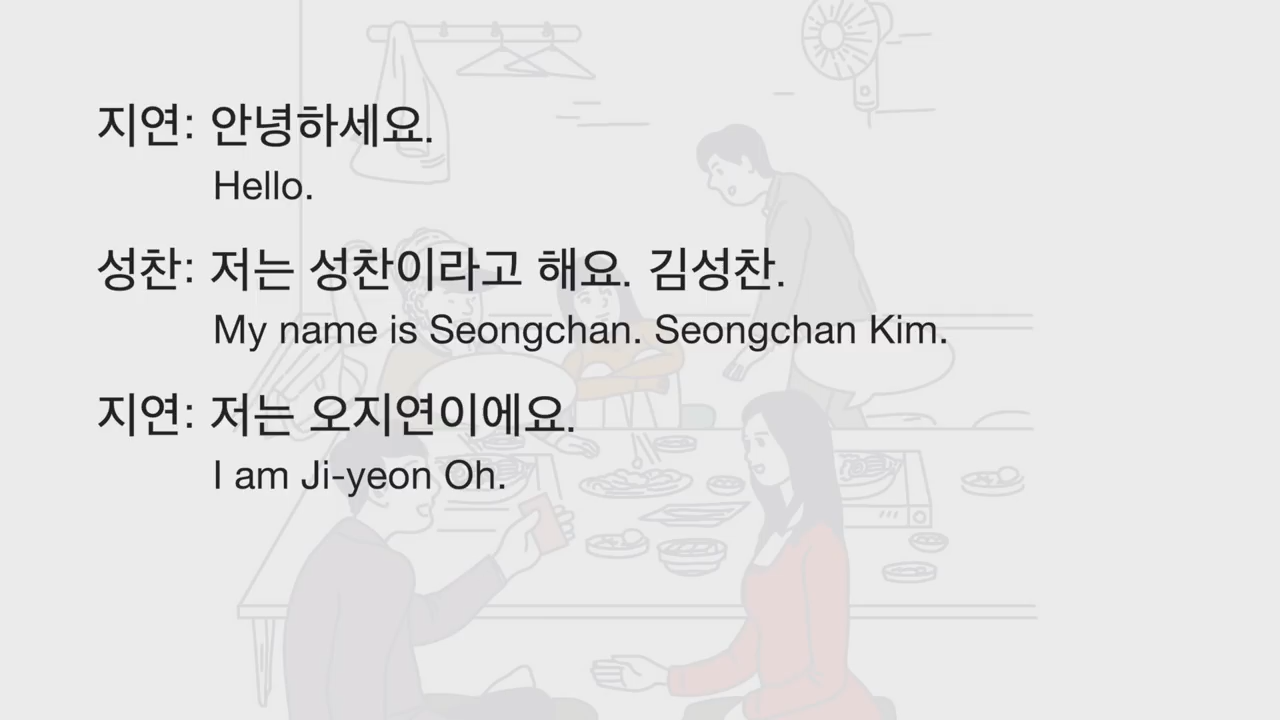 지연: 안녕하세요.
Hello.
성찬: 저는 성찬이라고 해요. 김성찬.
My name is Seongchan. Seongchan Kim.
지연: 저는 오지연이에요.
I am Ji-yeon Oh.